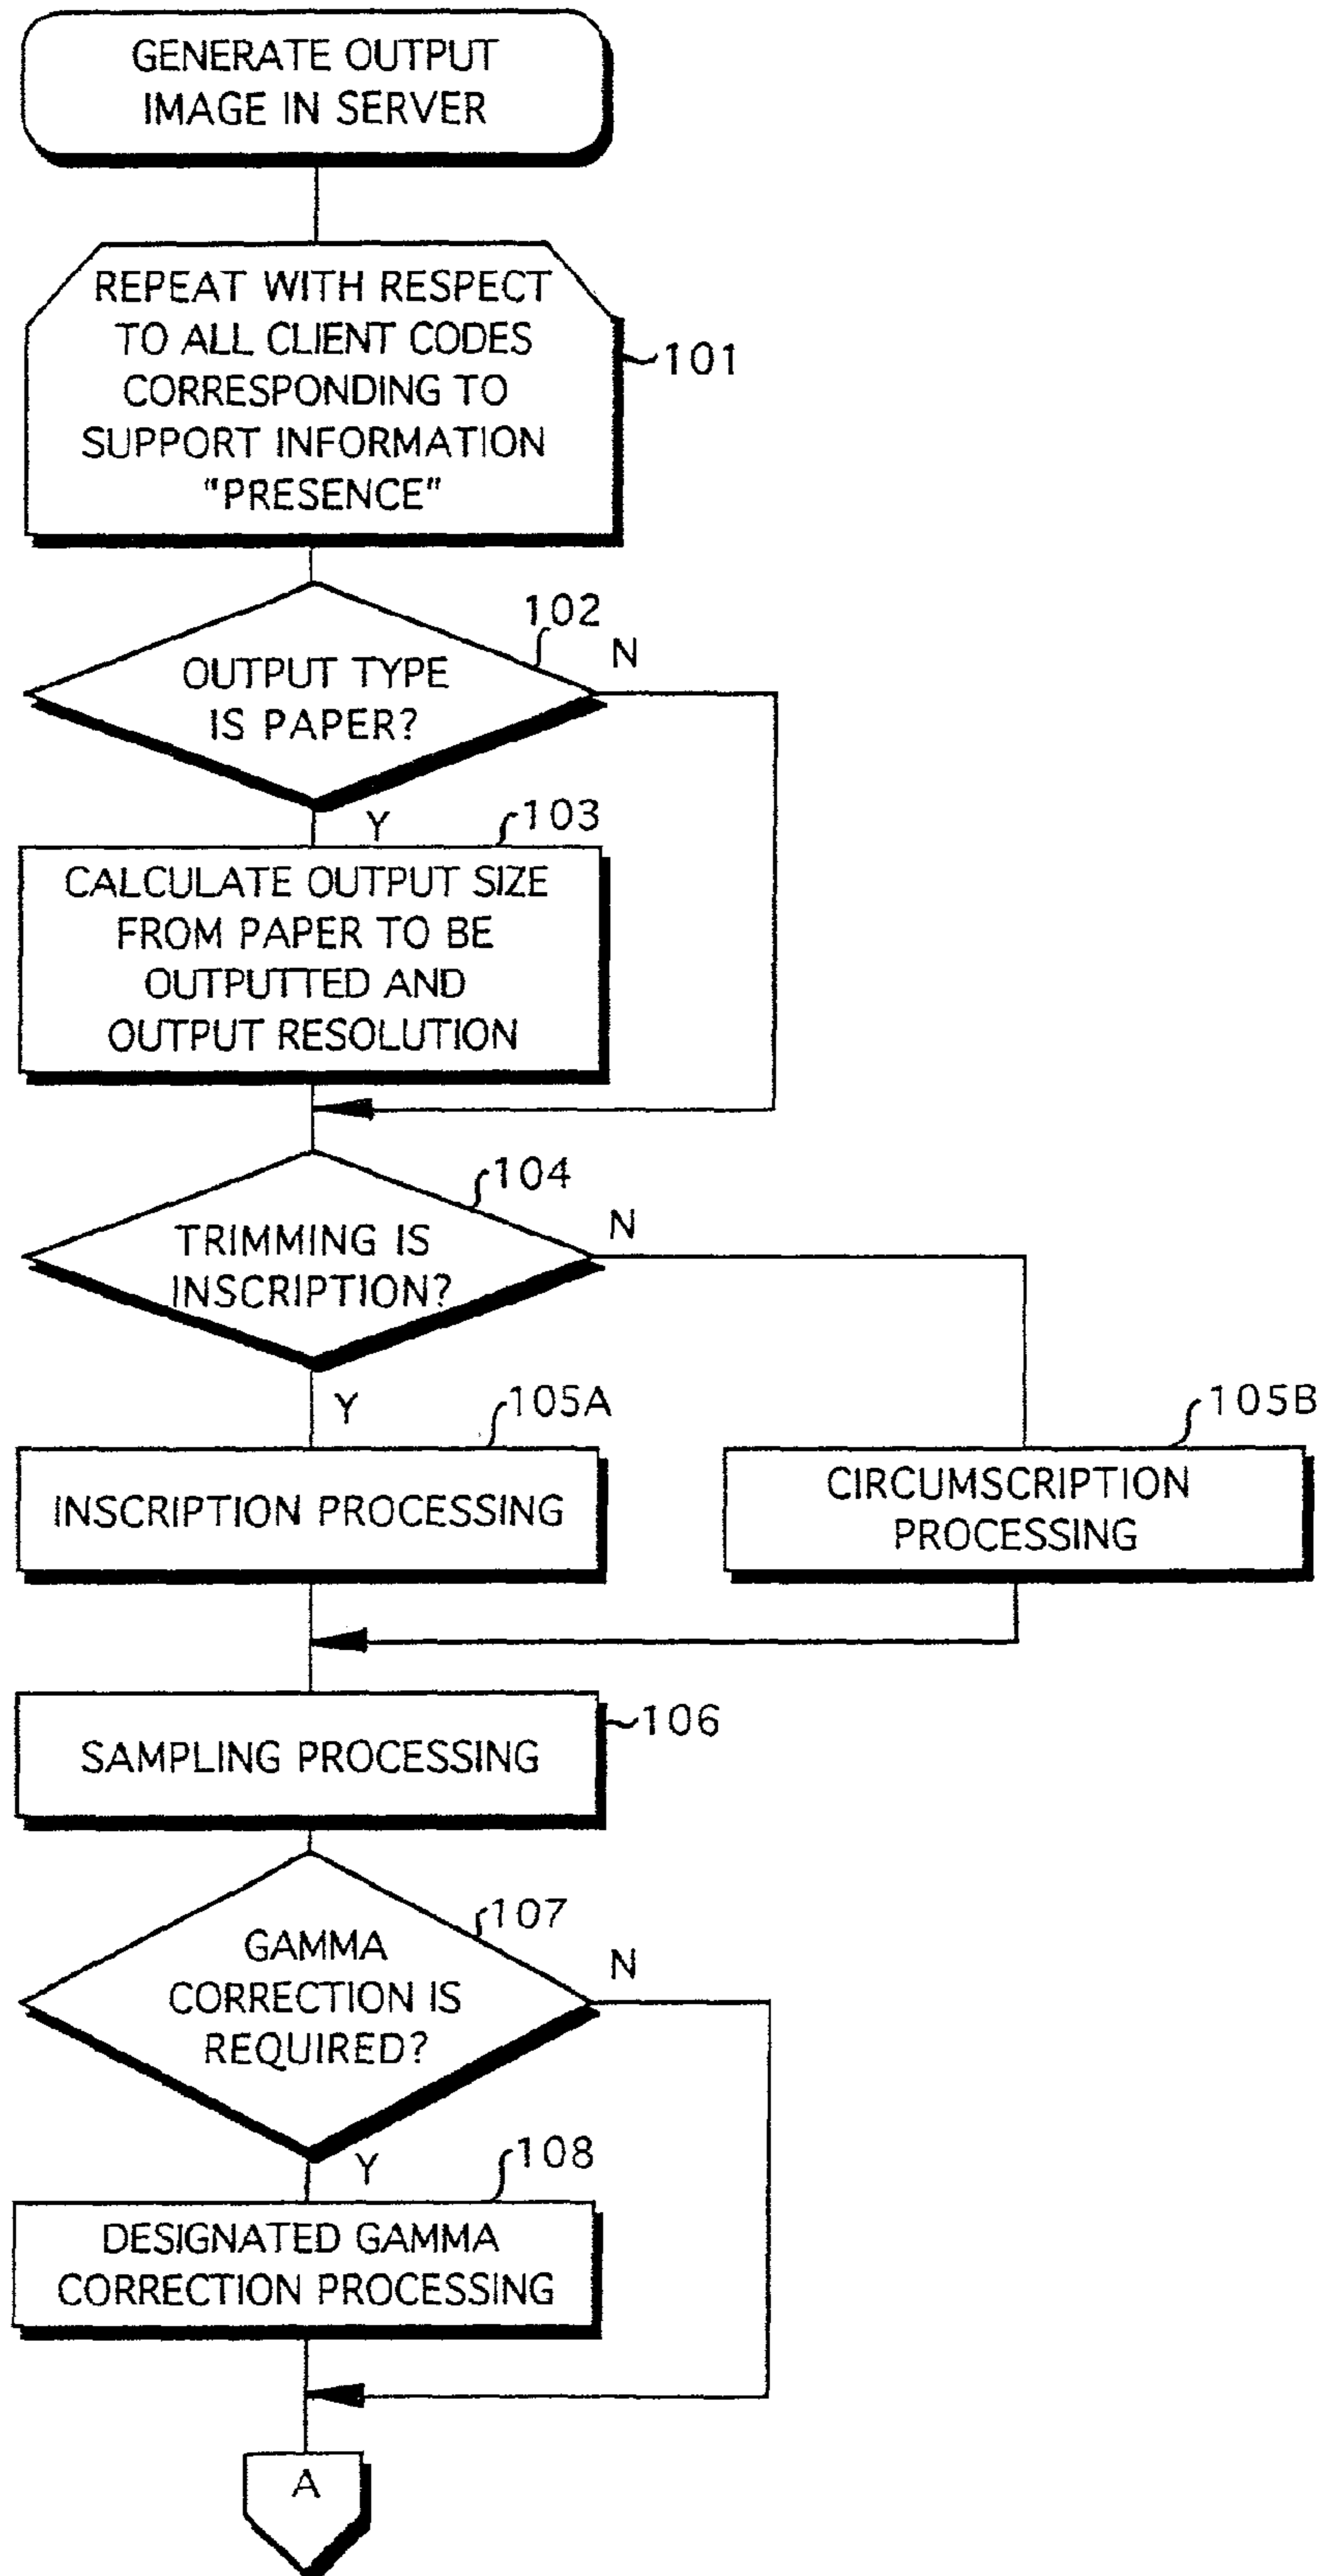 GENERATE OUTPUT
IMAGE IN SERVER
REPEAT WITH RESPECT
TO ALL CLIENT CODES
CORRESPONDING TO
SUPPORT INFORMATION
"PRESENCE"
101
102
N
OUTPUT TYPE
IS PAPER?
Y
103
CALCULATE OUTPUT SIZE
FROM PAPER TO BE
OUTPUTTED AND
OUTPUT RESOLUTION
104
N
TRIMMING IS
INSCRIPTION?
Y
105A
105B
INSCRIPTION PROCESSING
CIRCUMSCRIPTION
PROCESSING
106
SAMPLING PROCESSING
107
N
GAMMA
CORRECTION IS
REQUIRED?
Y
108
DESIGNATED GAMMA
CORRECTION PROCESSING
A